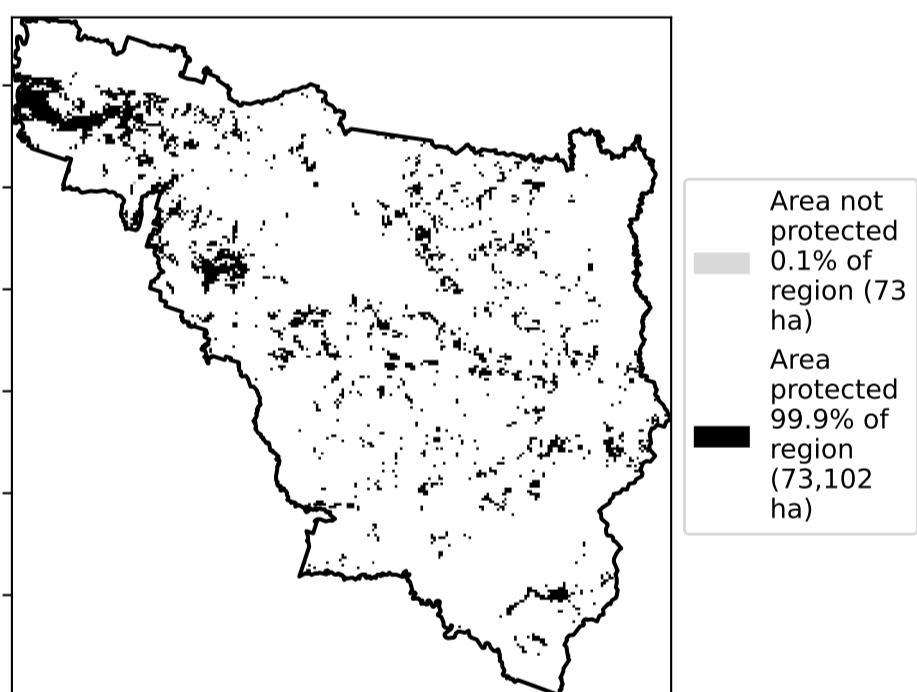 Area not
protected
0.1% of
region (73
ha)
Area
protected
99.9% of
region
(73,102
ha)